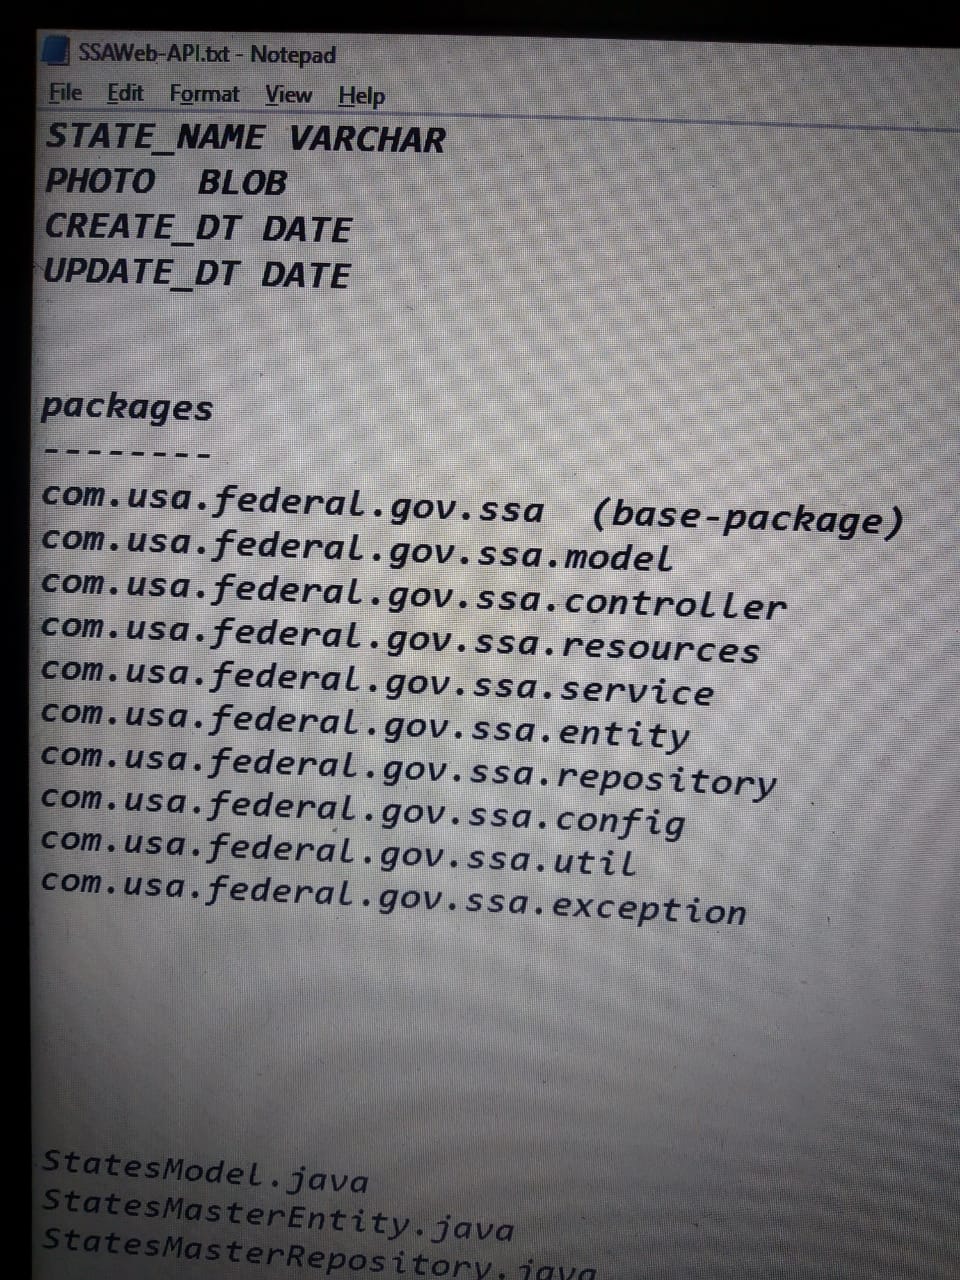 SSAWeb-API.txt - Notepad
File Edit Format View Help
STATE_NAME VARCHAR
PHOTO BLOB
CREATE_DT DATE
UPDATE_DT DATE
packages
--------
com.usa.federal.gov.ssa (base-package)
com.usa.federal.gov.ssa.model
com.usa.federal.gov.ssa.controller
com.usa.federal.gov.ssa.resources
com.usa.federal.gov.ssa.service
com.usa.federal.gov.ssa.entity
com.usa.federal.gov.ssa.repository
com.usa.federal.gov.ssa.config
com.usa.federal.gov.ssa.util
com.usa.federal.gov.ssa.exception
StatesModel.java
StatesMasterEntity.java
StatesMasterRepository.java